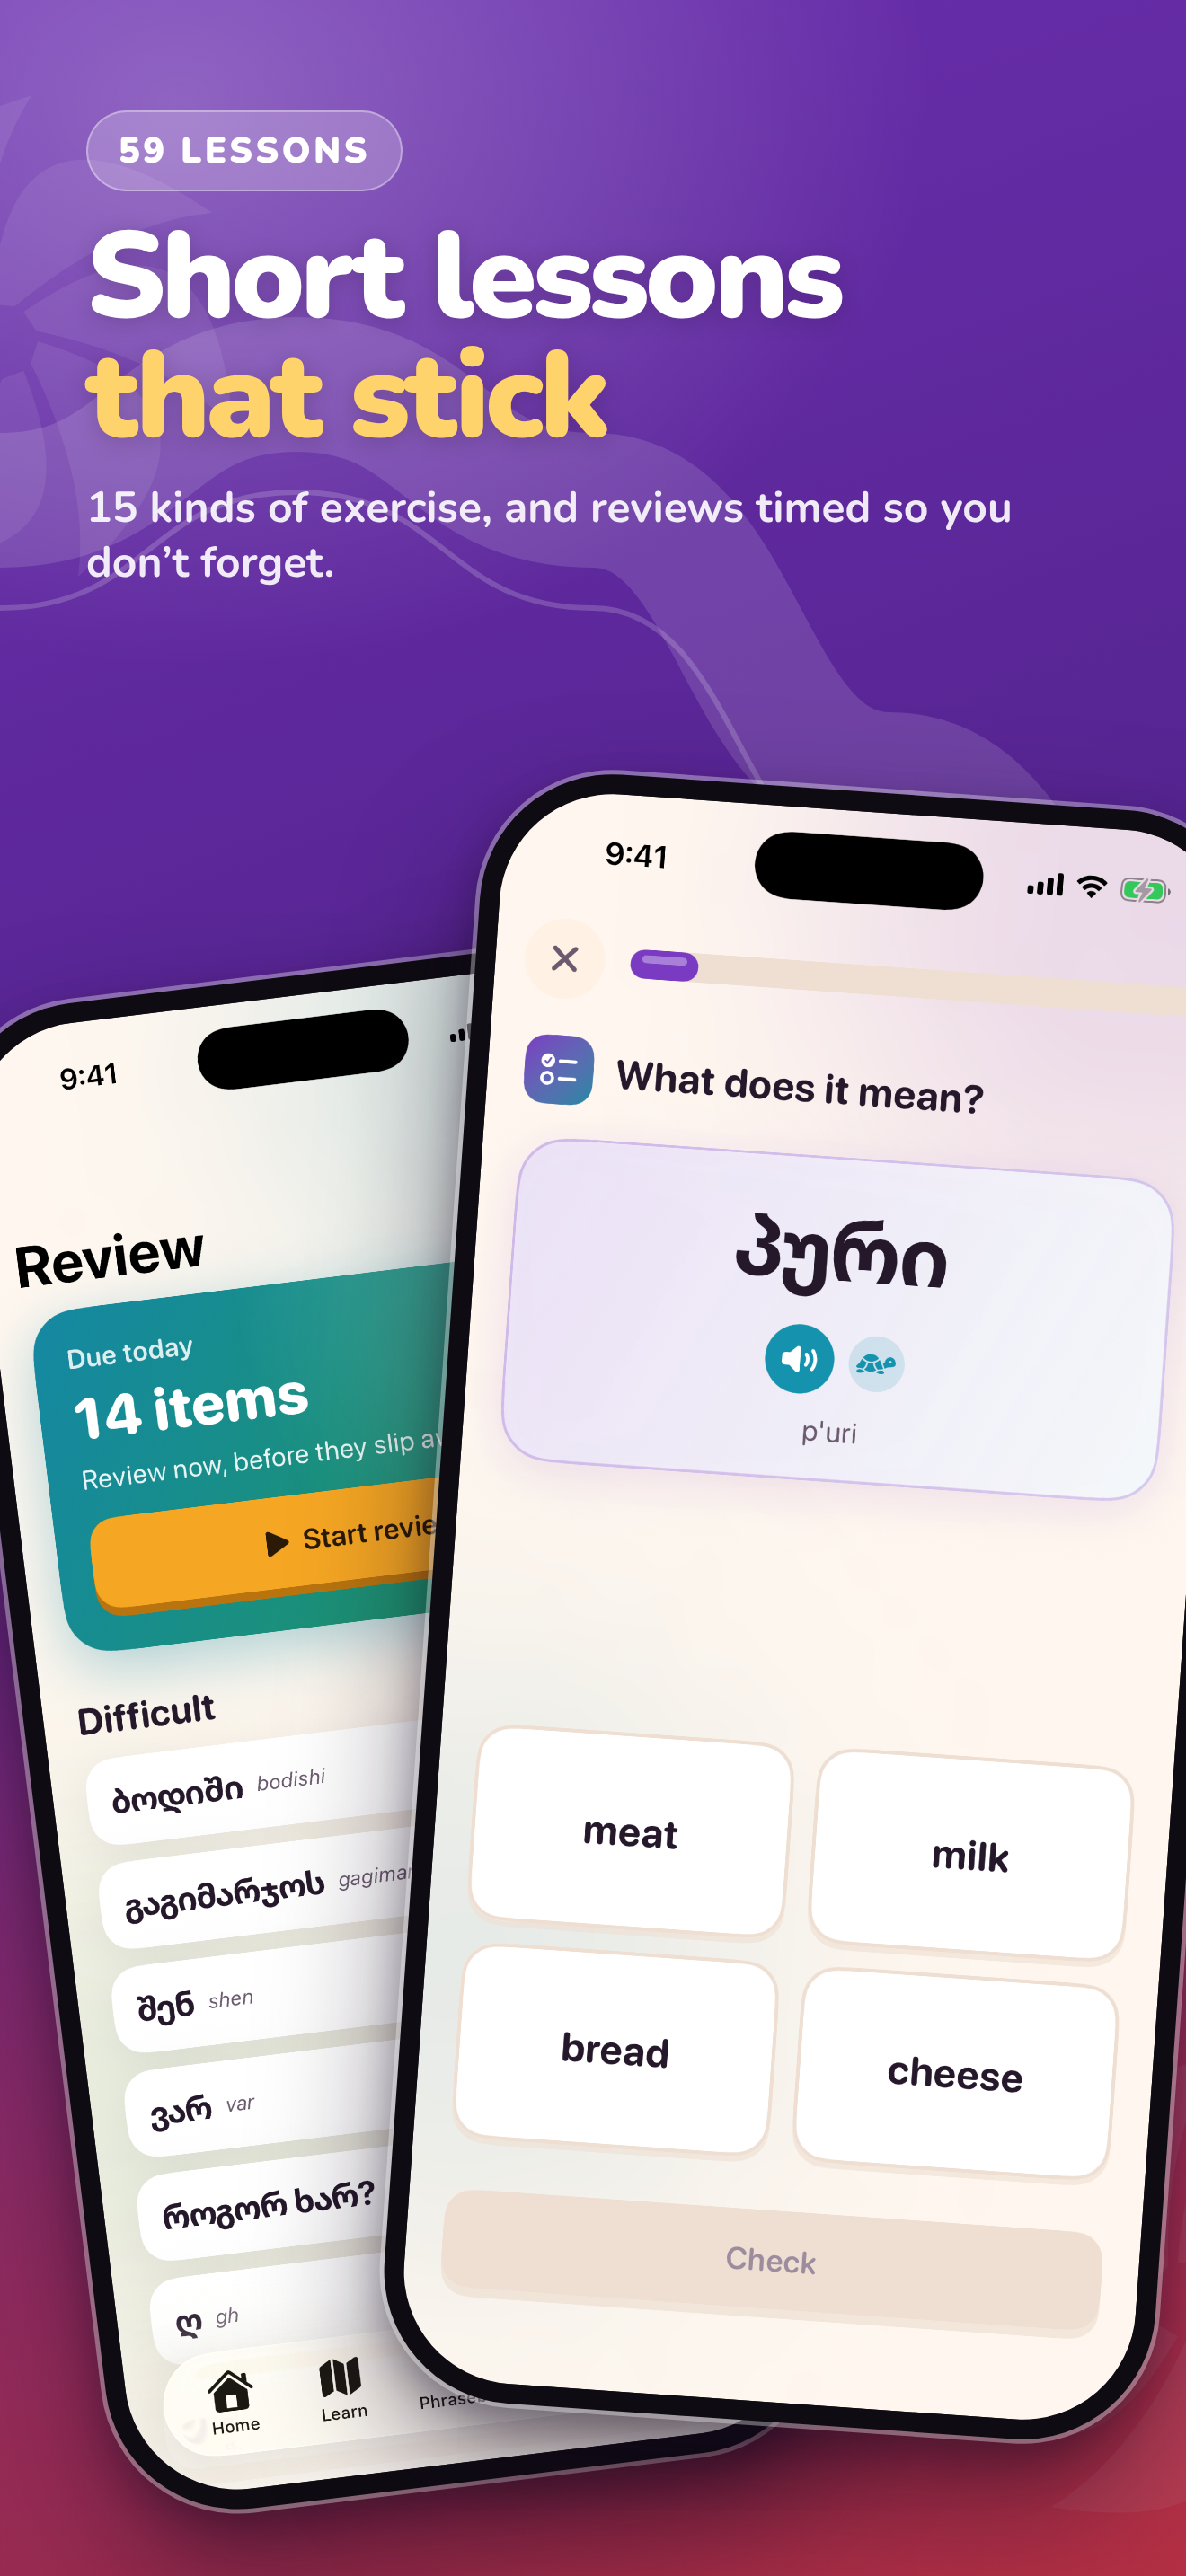 59 LESSONS
Short lessons
that stick
15 kinds of exercise, and reviews timed so you
don’t forget.
9:41
Review
Due today
14 items
Review now, before they slip
Start
Difficult
ბოდიში bodishi
გაგიმარჯოს
შენ shen
ვარ var
როგორ ხარ?
ღ gh
Home
Learn
9:41
What does it mean?
პური
p'uri
meat
milk
bread
cheese
Check